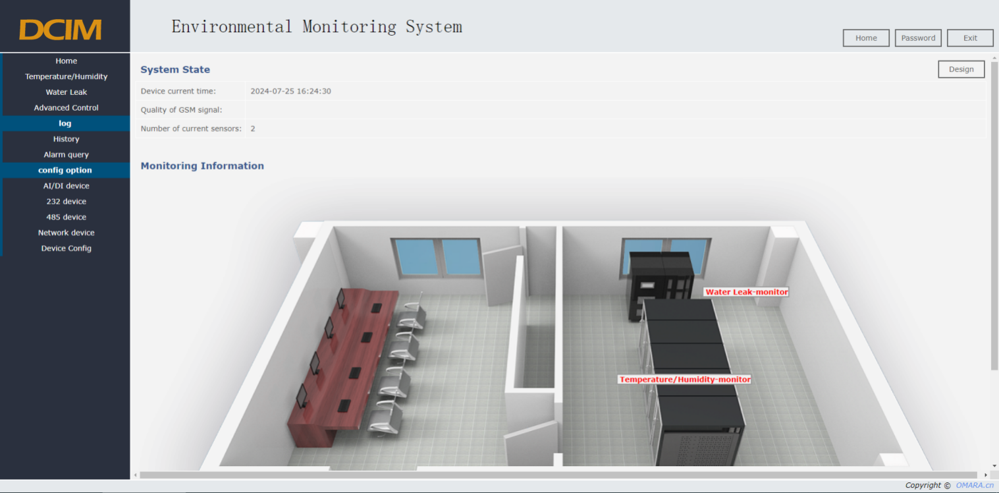 DCIM
Environmental Monitoring System
Home Password Exit
Home
Temperature/Humidity
Water Leak
Advanced Control
log
History
Alarm query
config option
AI/DI device
232 device
485 device
Network device
Device Config
System State
Design
Device current time: 2024-07-25 16:24:30
Quality of GSM signal:
Number of current sensors: 2
Monitoring Information
Water Leak-monitor
Temperature/Humidity-monitor
Copyright © OMARA.cn